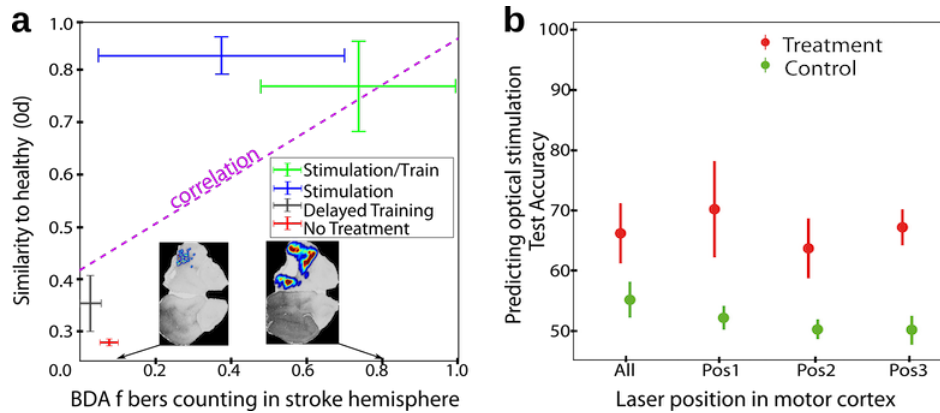 a
Similarity to healthy (0d)
1.0
0.8
0.7
0.6
0.5
0.4
0.3
0.0
0.2
0.4
0.6
0.8
1.0
correlation
Stimulation/Train
Stimulation
Delayed Training
No Treatment
BDA f bers counting in stroke hemisphere
b
Predicting optical stimulation
Test Accuracy
100
90
80
70
60
50
Treatment
Control
All Pos1 Pos2 Pos3
Laser position in motor cortex